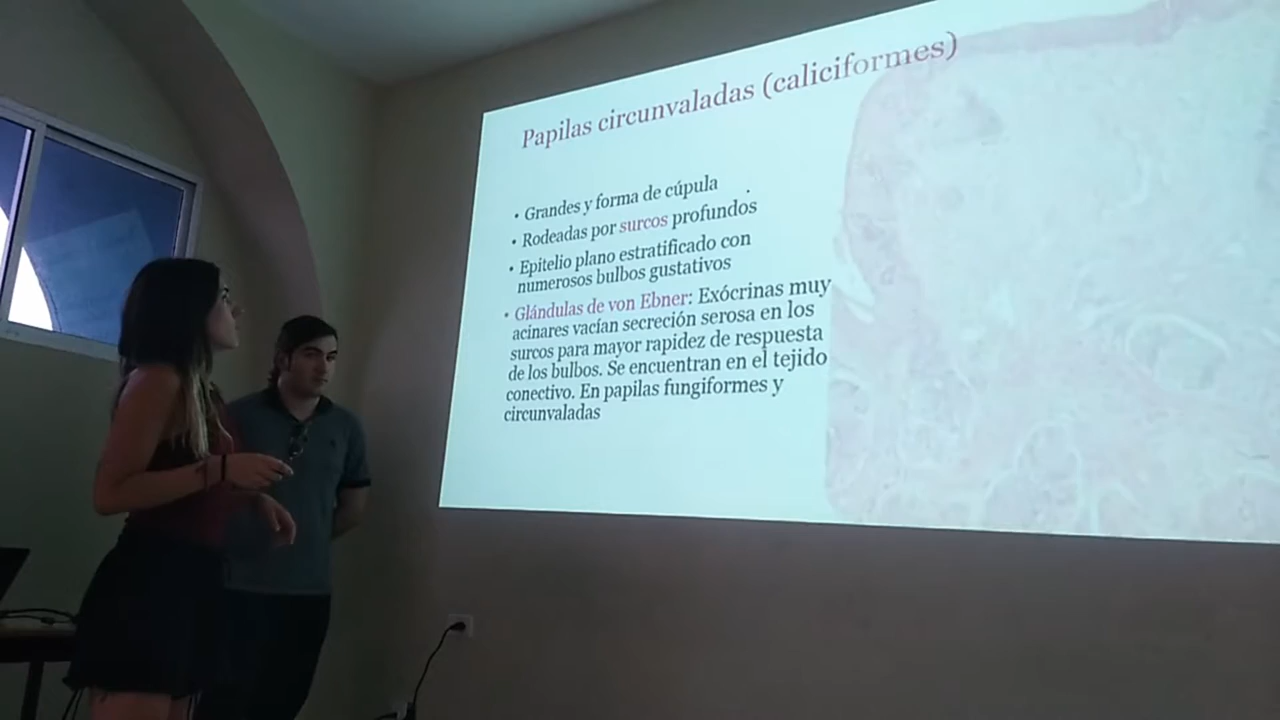 Papilas circunvaladas (caliciformes)
• Grandes y forma de cúpula
• Rodeadas por surcos profundos
• Epitelio plano estratificado con
numerosos bulbos gustativos
• Glándulas de von Ebner: Exócrinas muy
acinares vacían secreción serosa en los
surcos para mayor rapidez de respuesta
de los bulbos. Se encuentran en el tejido
conectivo. En papilas fungiformes y
circunvaladas